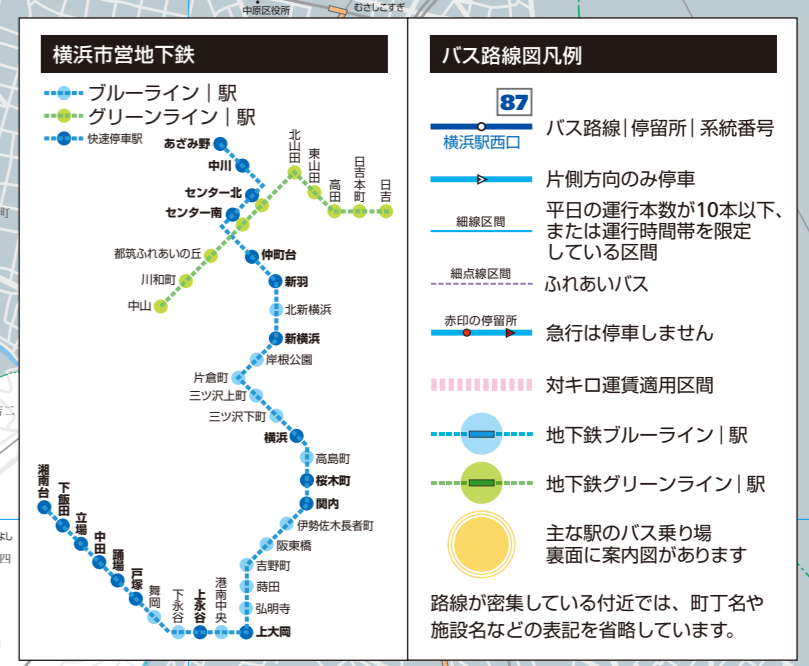 中原区役所
むさしこすぎ
横浜市営地下鉄
ブルーライン｜駅
グリーンライン｜駅
快速停車駅
あざみ野
中川
センター北
センター南
北山田
東山田
高田
日吉本町
日吉
都筑ふれあいの丘
川和町
中山
仲町台
新羽
北新横浜
新横浜
岸根公園
片倉町
三ツ沢上町
三ツ沢下町
横浜
高島町
桜木町
関内
伊勢佐木長者町
阪東橋
吉野町
蒔田
弘明寺
上大岡
港南中央
上永谷
下永谷
舞岡
戸塚
踊場
中田
立場
下飯田
湘南台
バス路線図凡例
87
横浜駅西口
バス路線｜停留所｜系統番号
片側方向のみ停車
細線区間
平日の運行本数が10本以下、
または運行時間帯を限定
している区間
細点線区間
ふれあいバス
赤印の停留所
急行は停車しません
対キロ運賃適用区間
地下鉄ブルーライン｜駅
地下鉄グリーンライン｜駅
主な駅のバス乗り場
裏面に案内図があります
路線が密集している付近では、町丁名や
施設名などの表記を省略しています。
町
よし
四